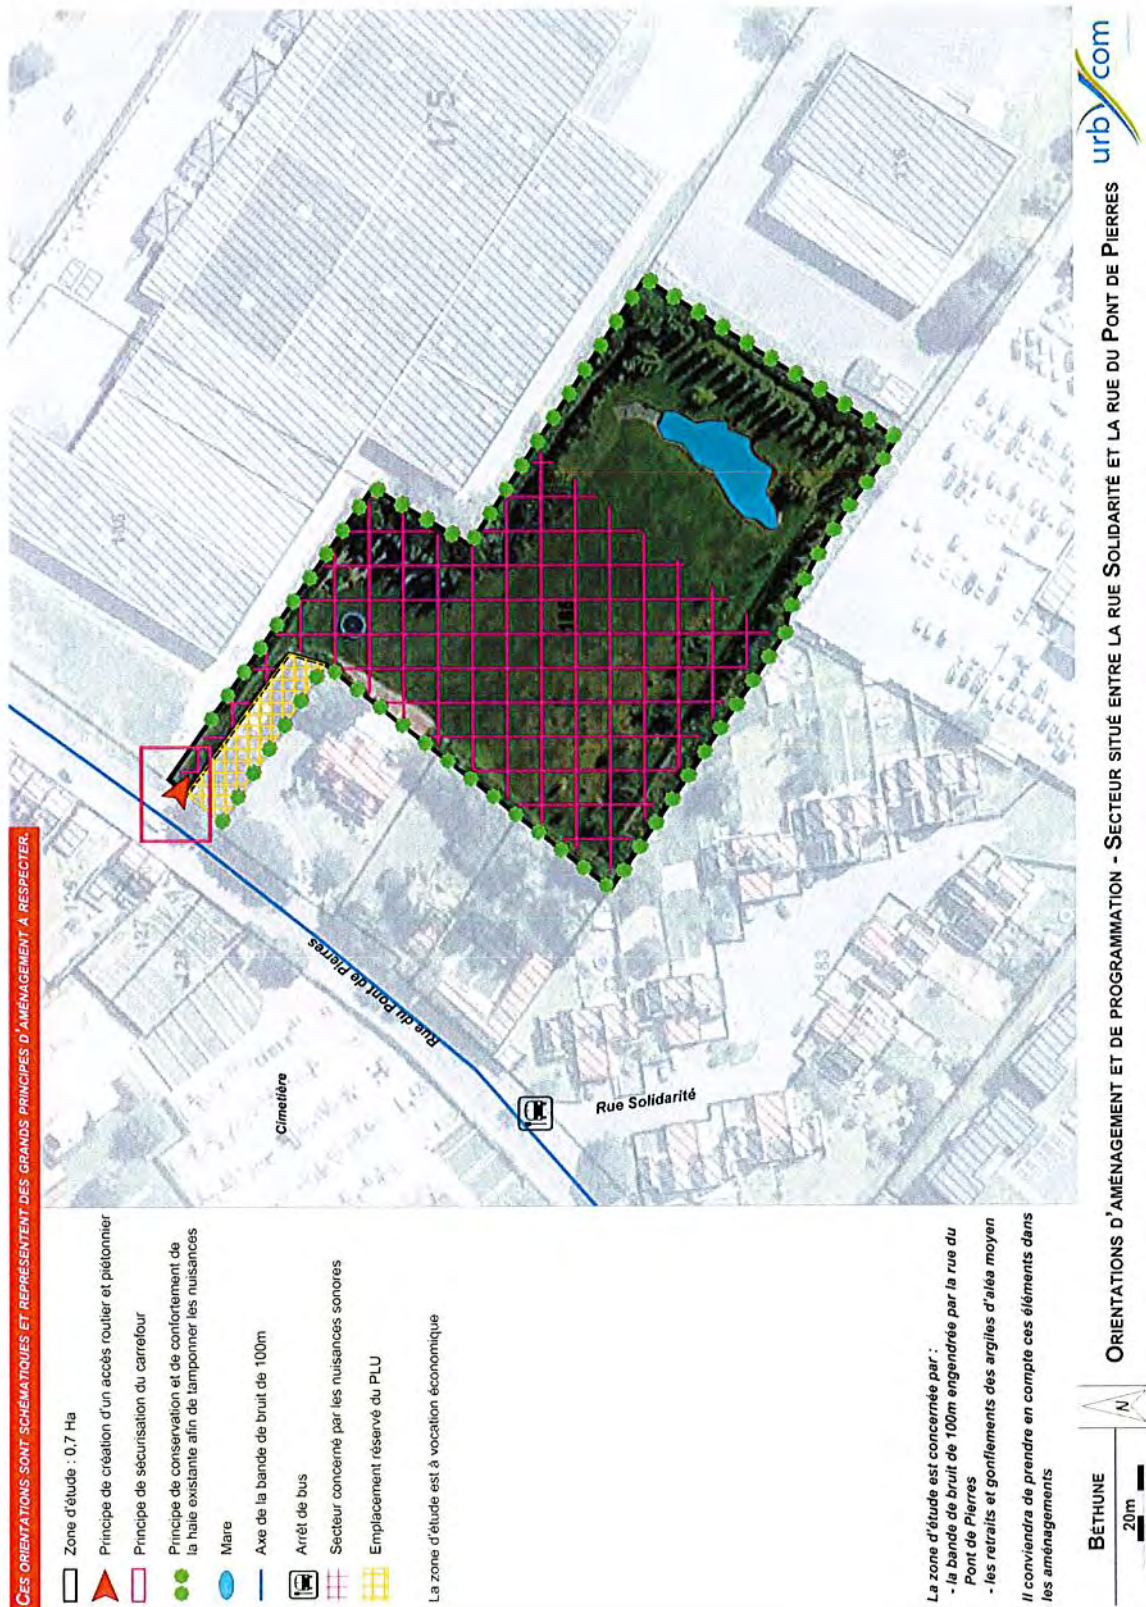 CES ORIENTATIONS SONT SCHÉMATIQUES ET REPRÉSENTENT DES GRANDS PRINCIPES D'AMÉNAGEMENT A RESPECTER.
Zone d'étude : 0,7 Ha
Principe de création d'un accès routier et piétonnier
Principe de sécurisation du carrefour
Principe de conservation et de confortement de
la haie existante afin de tamponner les nuisances
Mare
Axe de la bande de bruit de 100m
Arrêt de bus
Secteur concerné par les nuisances sonores
Emplacement réservé du PLU
La zone d'étude est à vocation économique
La zone d'étude est concernée par :
- la bande de bruit de 100m engendrée par la rue du
Pont de Pierres
- les retraits et gonflements des argiles d'aléa moyen
Il conviendra de prendre en compte ces éléments dans
les aménagements
Cimetière
Rue du Pont de Pierres
Rue Solidarité
475
186
183
BÉTHUNE
20m
N
ORIENTATIONS D'AMÉNAGEMENT ET DE PROGRAMMATION - SECTEUR SITUÉ ENTRE LA RUE SOLIDARITÉ ET LA RUE DU PONT DE PIERRES
urbycom